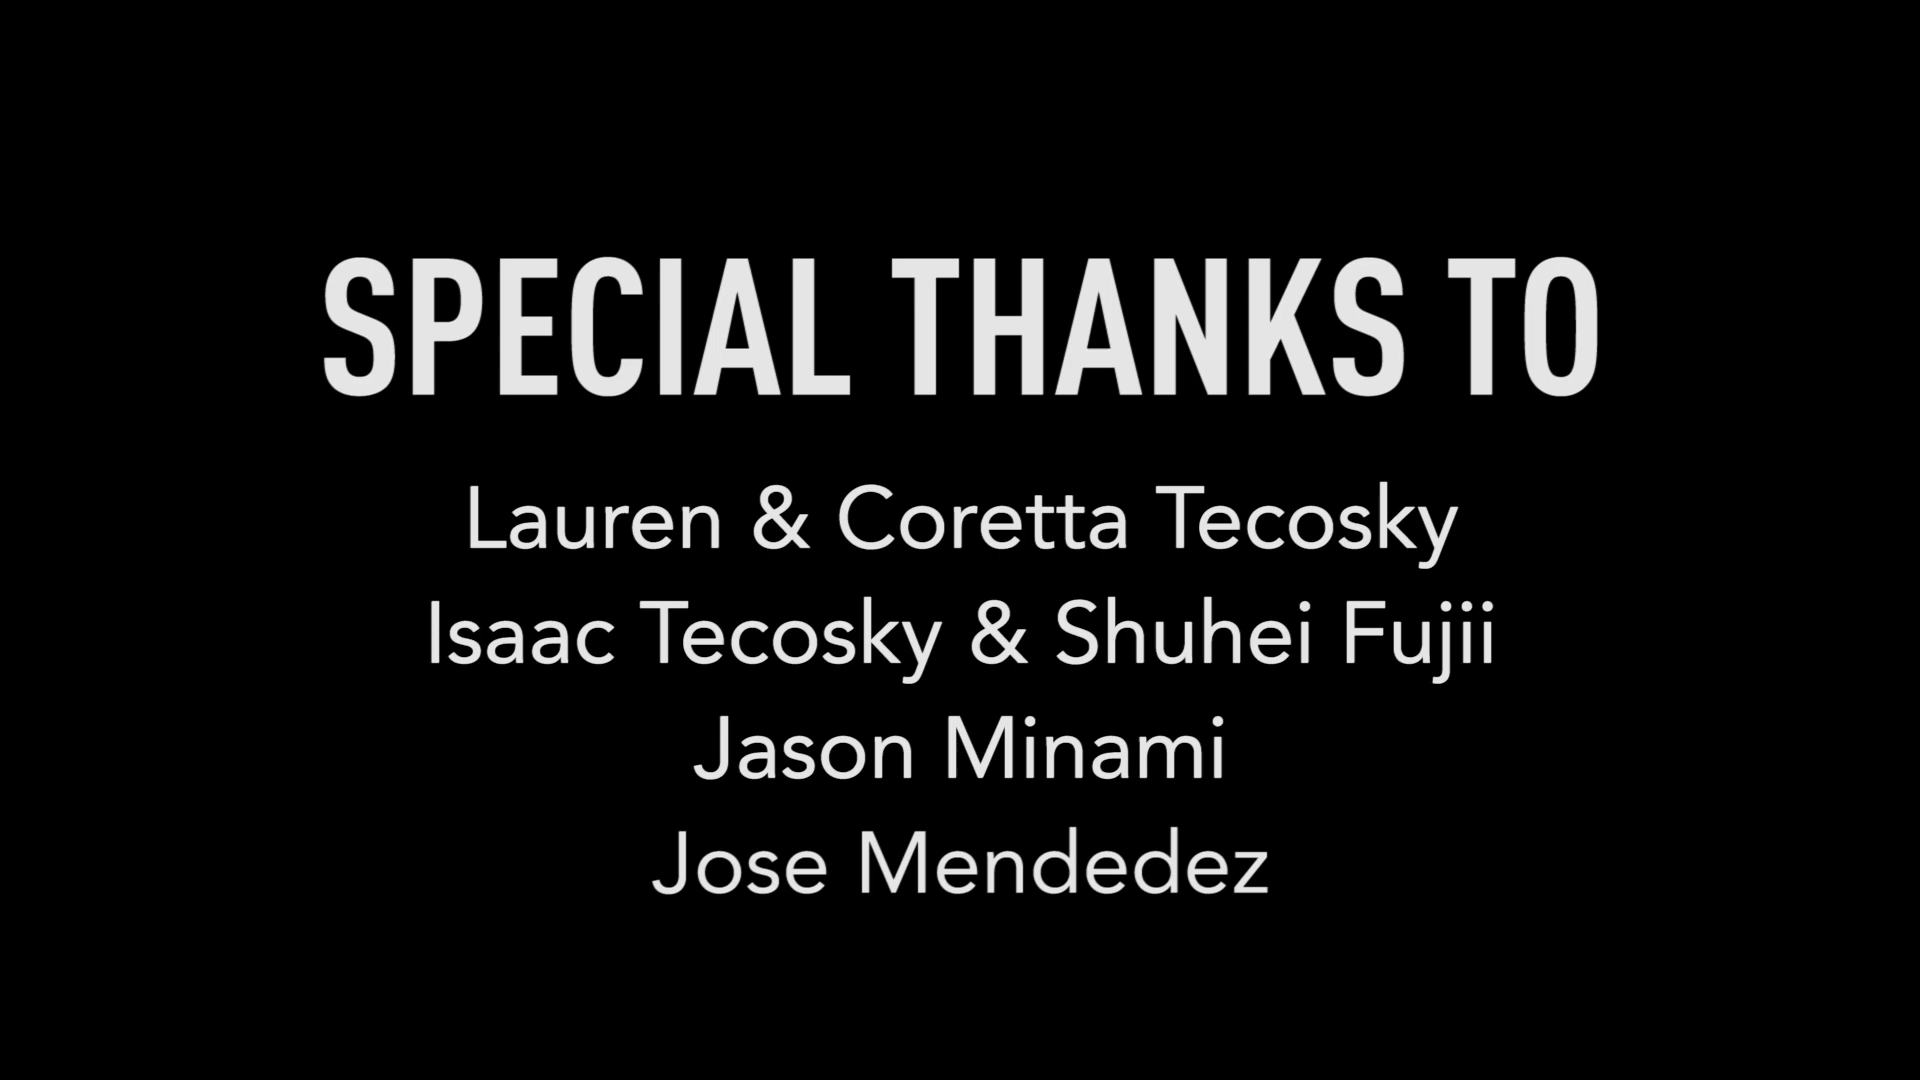 SPECIAL THANKS TO
Lauren & Coretta Tecosky
Isaac Tecosky & Shuhei Fujii
Jason Minami
Jose Mendedez